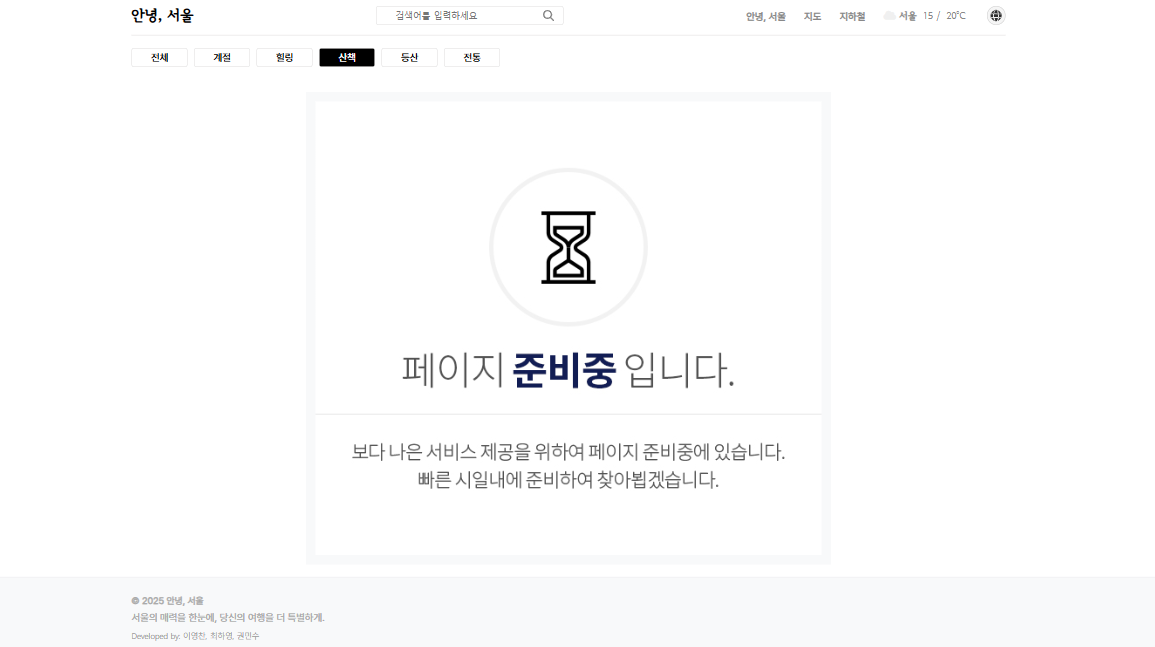 안녕, 서울
검색어를 입력하세요
안녕, 서울 지도 지하철 서울 15 / 20°C
전체 계절 힐링 산책 등산 전통
페이지 준비중 입니다.
보다 나은 서비스 제공을 위하여 페이지 준비중에 있습니다.
빠른 시일내에 준비하여 찾아뵙겠습니다.
© 2025 안녕, 서울
서울의 매력을 한눈에, 당신의 여행을 더 특별하게.
Developed by: 이영찬, 최하영, 권민수